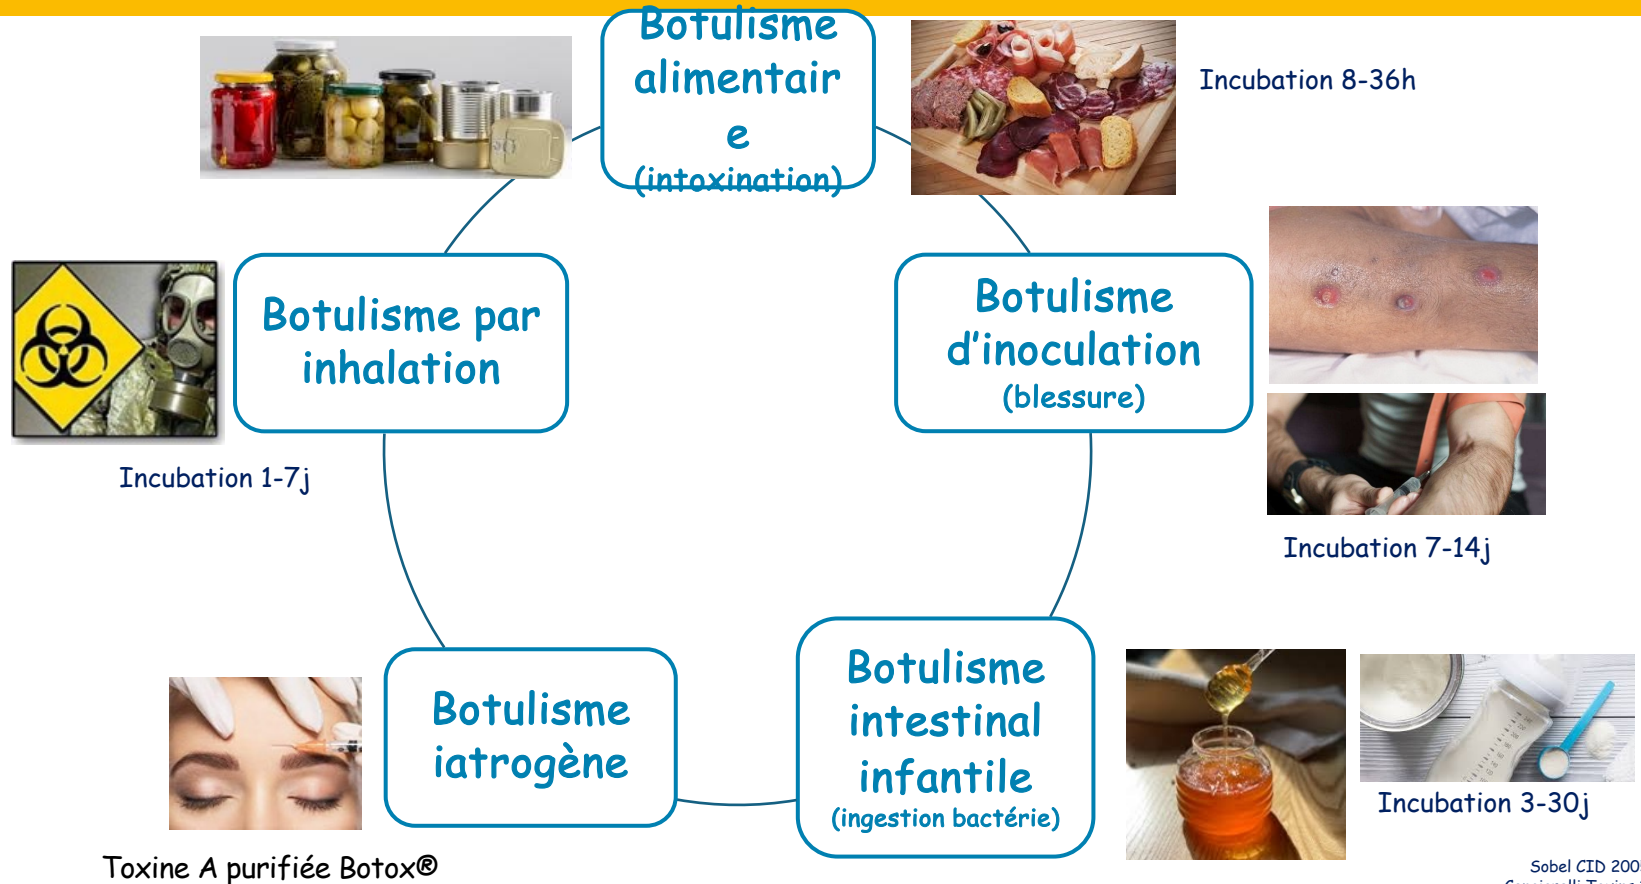 Botulisme
alimentair
e
(intoxination)
Incubation 8-36h
Botulisme par
inhalation
Incubation 1-7j
Botulisme
d'inoculation
(blessure)
Incubation 7-14j
Botulisme
iatrogène
Toxine A purifiée Botox®
Botulisme
intestinal
infantile
(ingestion bactérie)
Incubation 3-30j
Sobel CID 200